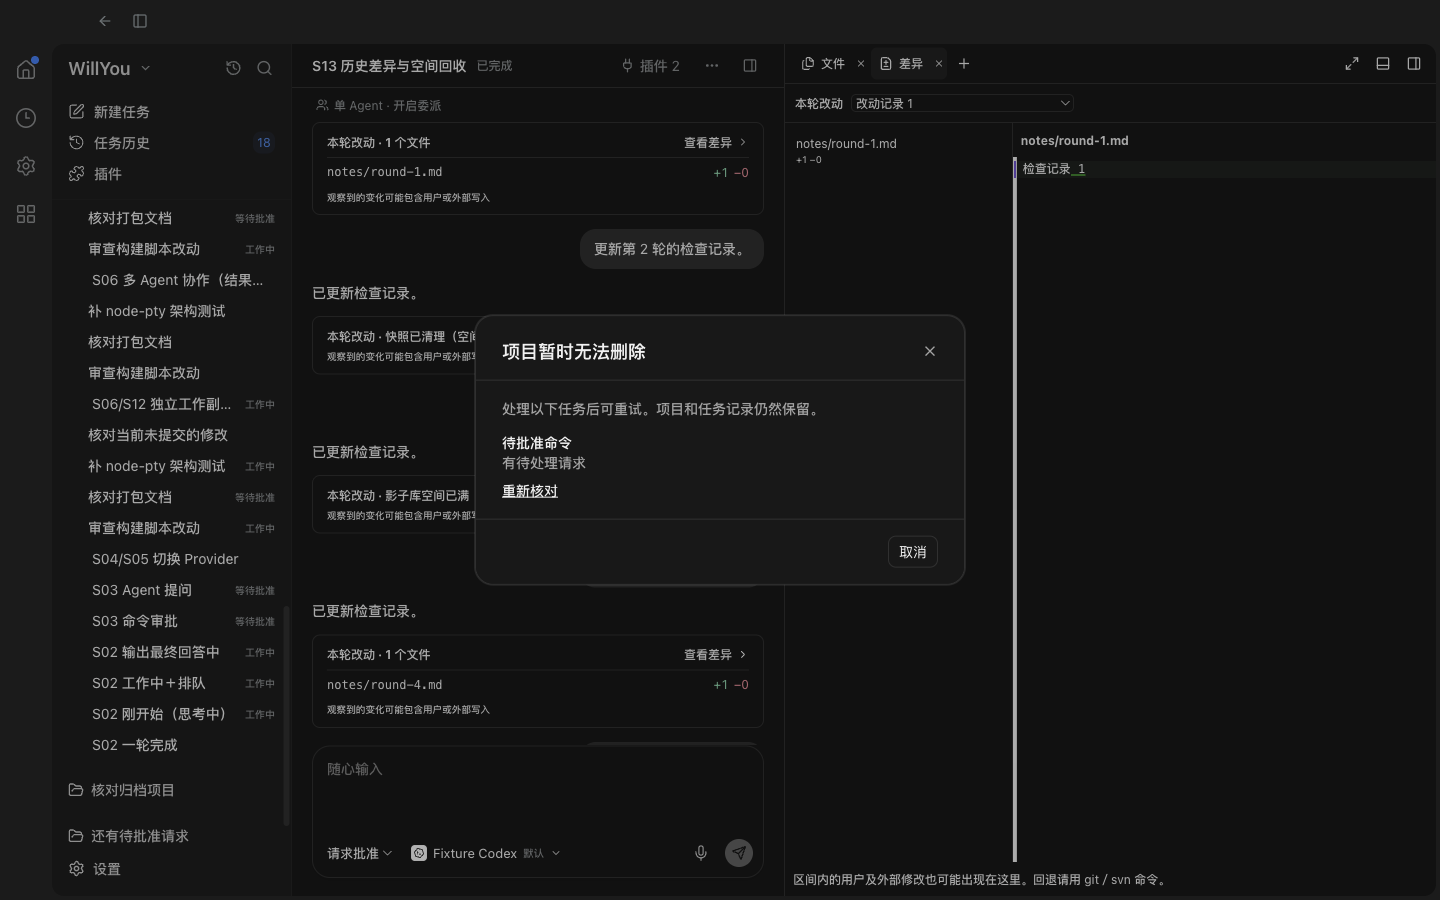 WillYou
新建任务
任务历史
18
插件
核对打包文档
等待批准
审查构建脚本改动
工作中
S06 多 Agent 协作（结果...
补 node-pty 架构测试
核对打包文档
审查构建脚本改动
S06/S12 独立工作副...
工作中
核对当前未提交的修改
补 node-pty 架构测试
工作中
核对打包文档
等待批准
审查构建脚本改动
工作中
S04/S05 切换 Provider
S03 Agent 提问
等待批准
S03 命令审批
等待批准
S02 输出最终回答中
工作中
S02 工作中＋排队
工作中
S02 刚开始（思考中）
工作中
S02 一轮完成
核对归档项目
还有待批准请求
设置
S13 历史差异与空间回收
已完成
插件 2
单 Agent · 开启委派
本轮改动 · 1 个文件
查看差异
notes/round-1.md
+1 −0
观察到的变化可能包含用户或外部写入
更新第 2 轮的检查记录。
已更新检查记录。
本轮改动 · 快照已清理（空
观察到的变化可能包含用户或外部
已更新检查记录。
本轮改动 · 影子库空间已满
观察到的变化可能包含用户或外部
已更新检查记录。
本轮改动 · 1 个文件
查看差异
notes/round-4.md
+1 −0
观察到的变化可能包含用户或外部写入
随心输入
请求批准
Fixture Codex 默认
项目暂时无法删除
处理以下任务后可重试。项目和任务记录仍然保留。
待批准命令
有待处理请求
重新核对
取消
文件
差异
本轮改动
改动记录 1
notes/round-1.md
+1 −0
notes/round-1.md
检查记录 1
区间内的用户及外部修改也可能出现在这里。回退请用 git / svn 命令。